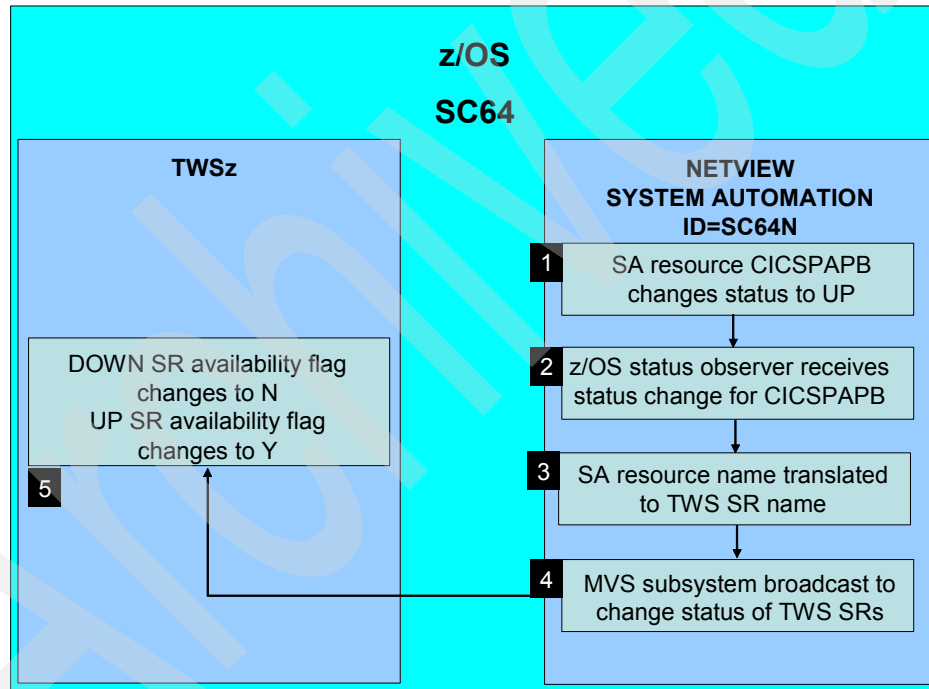 z/OS
SC64
TWSz
NETVIEW
SYSTEM AUTOMATION
ID=SC64N
1
SA resource CICSPAPB
changes status to UP
2
z/OS status observer receives
status change for CICSPAPB
3
SA resource name translated
to TWS SR name
4
MVS subsystem broadcast to
change status of TWS SRs
DOWN SR availability flag
changes to N
UP SR availability flag
changes to Y
5